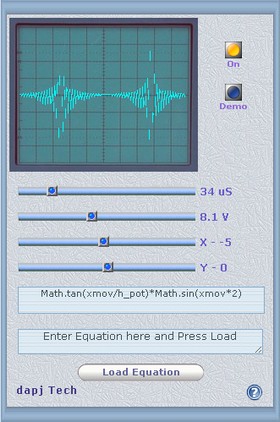 On
Demo
34 uS
8.1 V
X - -5
Y - 0
Math.tan(xmov/h_pot)*Math.sin(xmov*2)
Enter Equation here and Press Load
Load Equation
dapj Tech
?